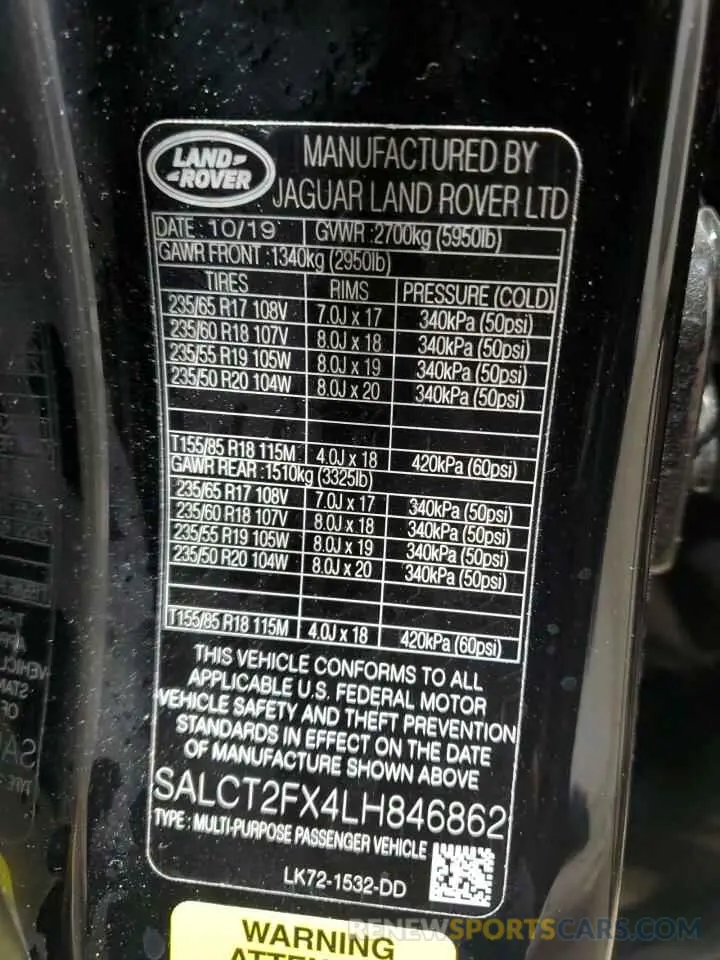 LAND ROVER
MANUFACTURED BY
JAGUAR LAND ROVER LTD
DATE : 10/19 GVWR :2700kg (5950lb)
GAWR FRONT :1340kg (2950lb)
TIRES RIMS PRESSURE (COLD)
235/65 R17 108V 7.0J x 17 340kPa (50psi)
235/60 R18 107V 8.0J x 18 340kPa (50psi)
235/55 R19 105W 8.0J x 19 340kPa (50psi)
235/50 R20 104W 8.0J x 20 340kPa (50psi)
T155/85 R18 115M 4.0J x 18 420kPa (60psi)
GAWR REAR :1510kg (3325lb)
235/65 R17 108V 7.0J x 17 340kPa (50psi)
235/60 R18 107V 8.0J x 18 340kPa (50psi)
235/55 R19 105W 8.0J x 19 340kPa (50psi)
235/50 R20 104W 8.0J x 20 340kPa (50psi)
T155/85 R18 115M 4.0J x 18 420kPa (60psi)
THIS VEHICLE CONFORMS TO ALL
APPLICABLE U.S. FEDERAL MOTOR
VEHICLE SAFETY AND THEFT PREVENTION
STANDARDS IN EFFECT ON THE DATE
OF MANUFACTURE SHOWN ABOVE
SALCT2FX4LH846862
TYPE : MULTI-PURPOSE PASSENGER VEHICLE
LK72-1532-DD
WARNING
RENEWSPORTSCARS.COM